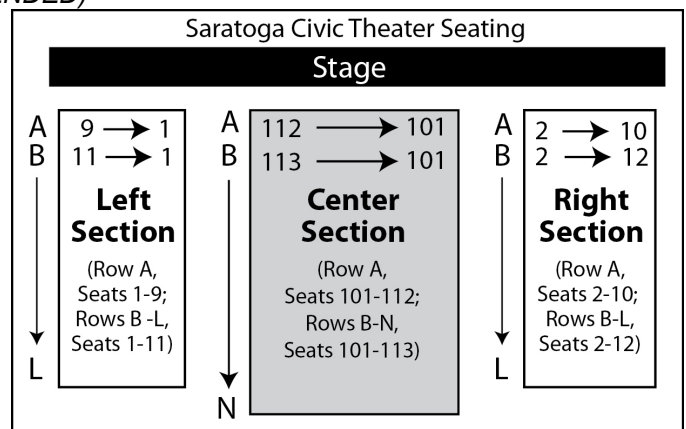 NDED)
Saratoga Civic Theater Seating
Stage
A 9 → 1
B 11 → 1
L
Left
Section
(Row A,
Seats 1-9;
Rows B -L,
Seats 1-11)
A 112 → 101
B 113 → 101
N
Center
Section
(Row A,
Seats 101-112;
Rows B-N,
Seats 101-113)
A 2 → 10
B 2 → 12
L
Right
Section
(Row A,
Seats 2-10;
Rows B-L,
Seats 2-12)